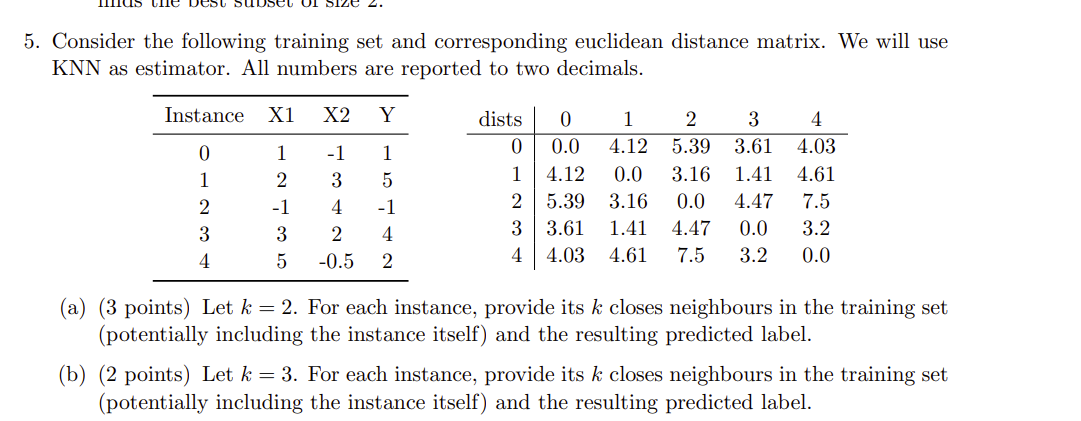 finds the best subset of size 2.
5. Consider the following training set and corresponding euclidean distance matrix. We will use
KNN as estimator. All numbers are reported to two decimals.
Instance X1 X2 Y
0 1 -1 1
1 2 3 5
2 -1 4 -1
3 3 2 4
4 5 -0.5 2
dists 0 1 2 3 4
0 0.0 4.12 5.39 3.61 4.03
1 4.12 0.0 3.16 1.41 4.61
2 5.39 3.16 0.0 4.47 7.5
3 3.61 1.41 4.47 0.0 3.2
4 4.03 4.61 7.5 3.2 0.0
(a) (3 points) Let k = 2. For each instance, provide its k closes neighbours in the training set
(potentially including the instance itself) and the resulting predicted label.
(b) (2 points) Let k = 3. For each instance, provide its k closes neighbours in the training set
(potentially including the instance itself) and the resulting predicted label.